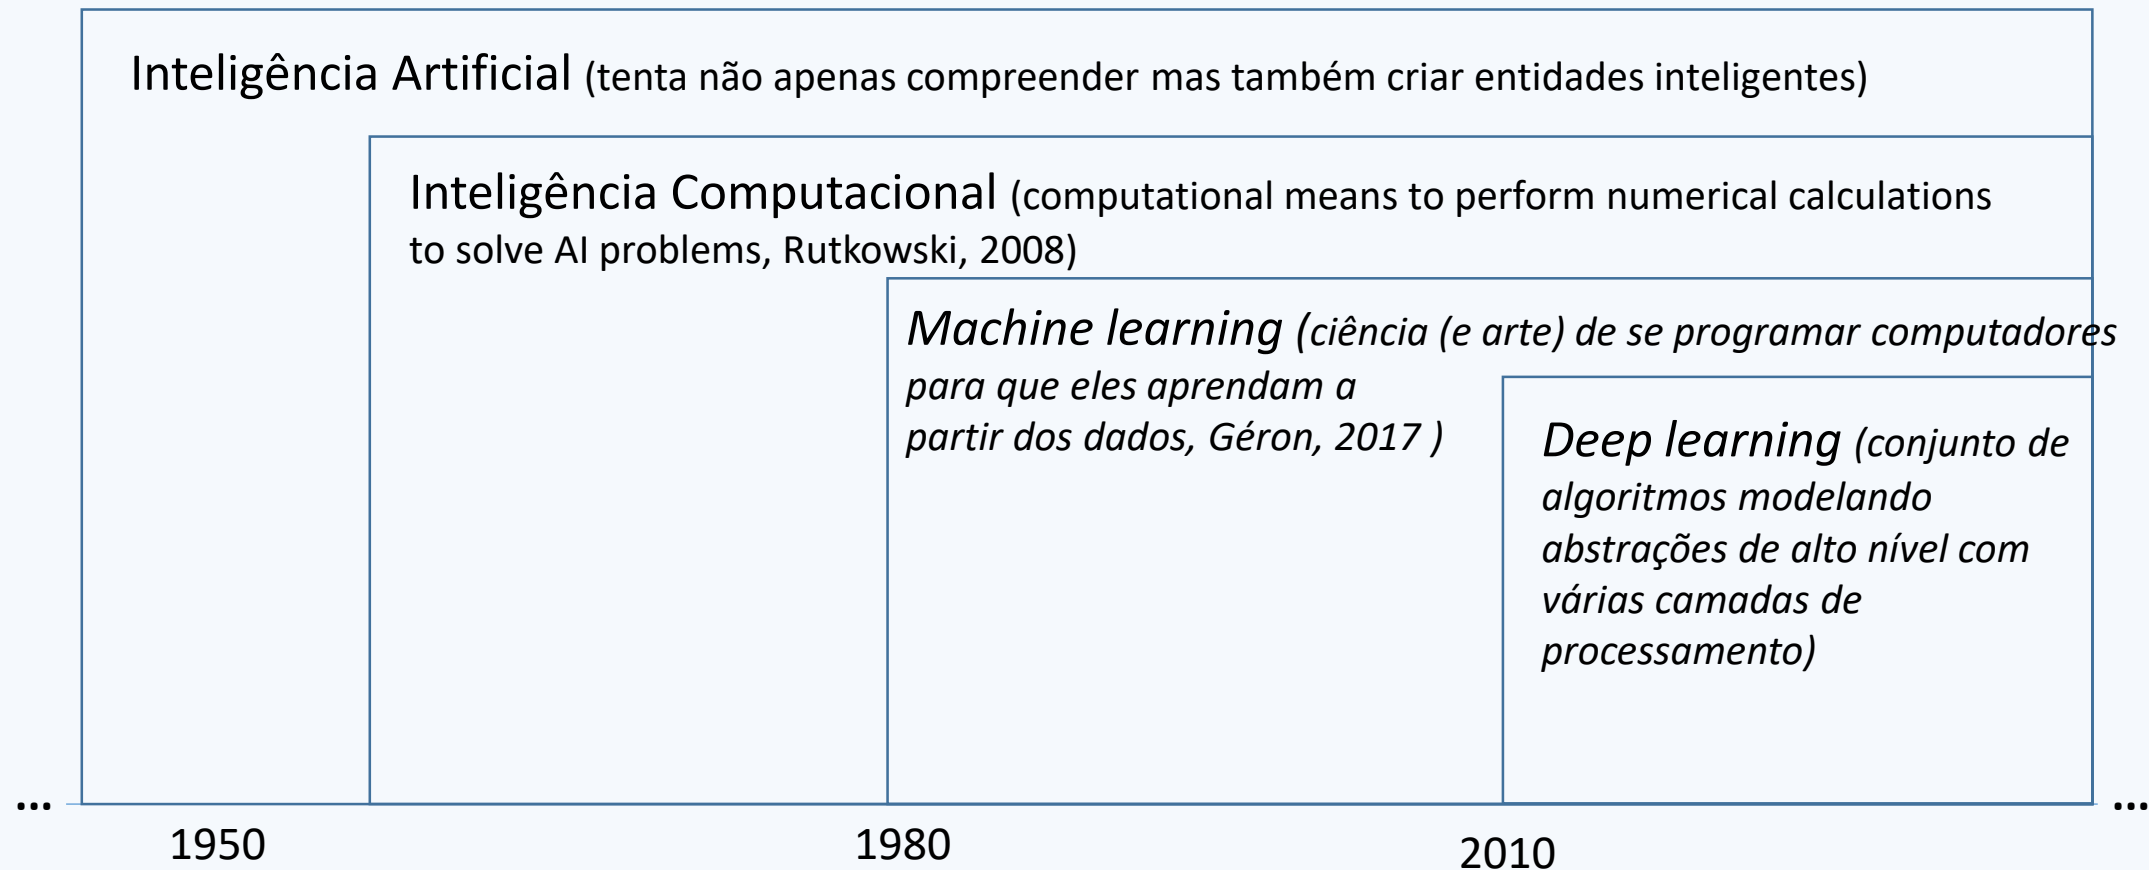 Inteligência Artificial (tenta não apenas compreender mas também criar entidades inteligentes)
Inteligência Computacional (computational means to perform numerical calculations
to solve AI problems, Rutkowski, 2008)
Machine learning (ciência (e arte) de se programar computadores
para que eles aprendam a
partir dos dados, Géron, 2017 )
Deep learning (conjunto de
algoritmos modelando
abstrações de alto nível com
várias camadas de
processamento)
... ...
1950 1980 2010